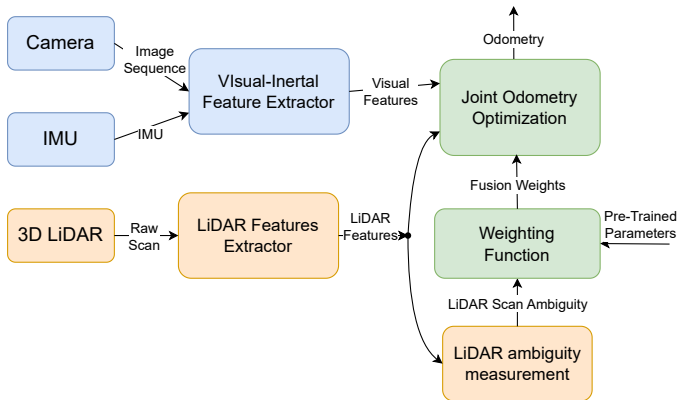 Camera
Image
Sequence
IMU
IMU
VIsual-Inertal
Feature Extractor
Visual
Features
Odometry
Joint Odometry
Optimization
Fusion Weights
3D LiDAR
Raw
Scan
LiDAR Features
Extractor
LiDAR
Features
Weighting
Function
Pre-Trained
Parameters
LiDAR Scan Ambiguity
LiDAR ambiguity
measurement